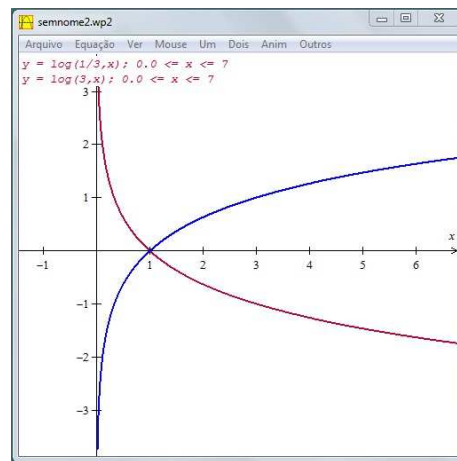 semnome2.wp2
Arquivo Equação Ver Mouse Um Dois Anim Outros
y = log(1/3,x); 0.0 <= x <= 7
y = log(3,x); 0.0 <= x <= 7
3
2
1
x
-1 1 2 3 4 5 6
-1
-2
-3